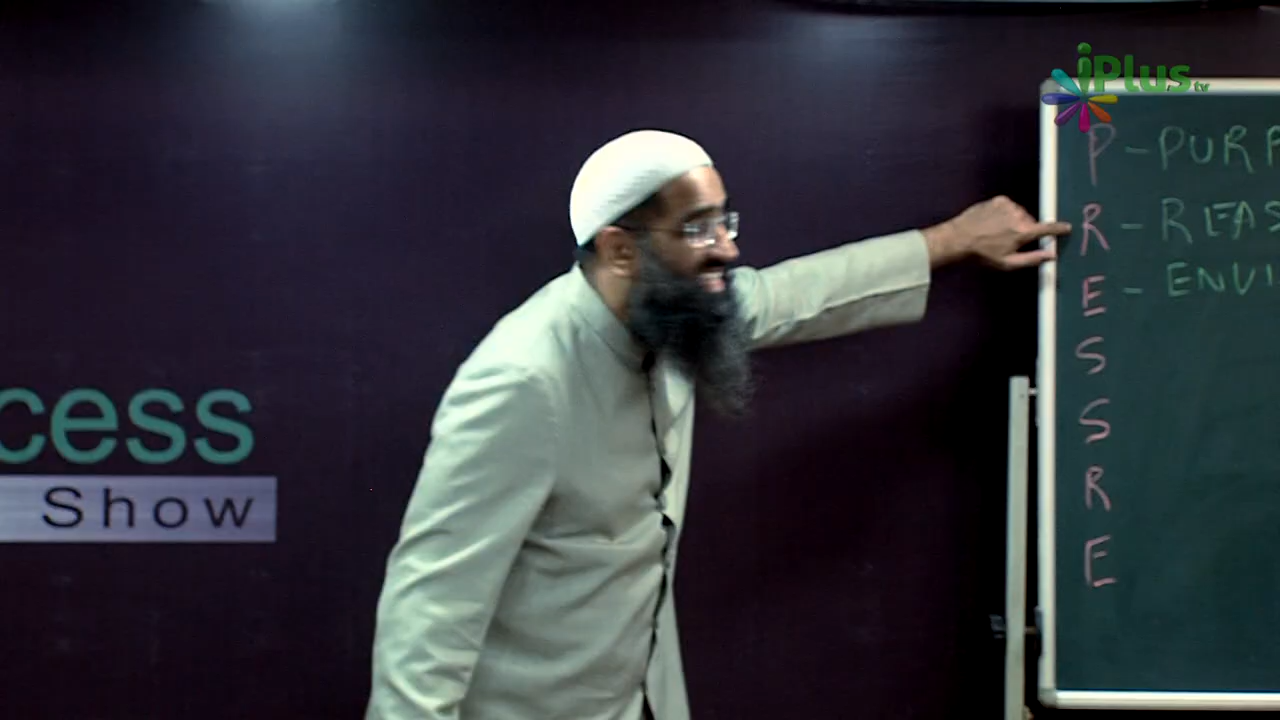 iPlus tv
P - PURP
R - REAS
E - ENVI
S
S
R
E
cess
Show